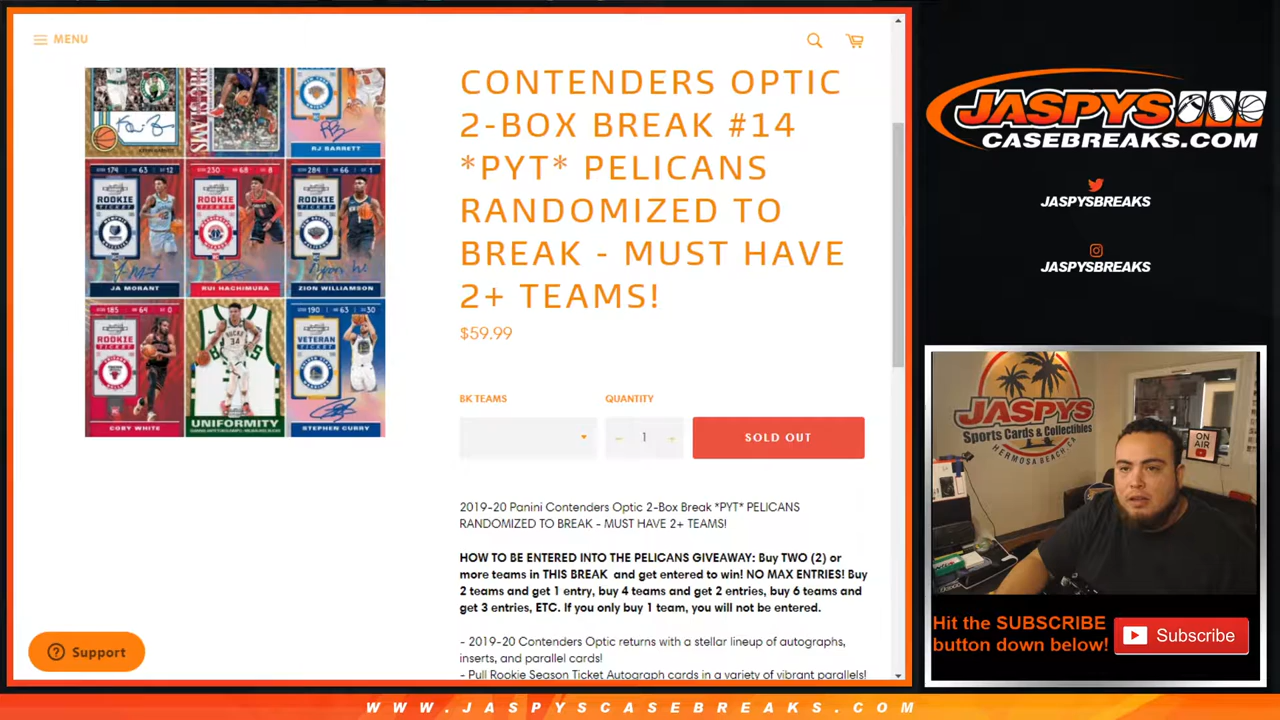 MENU
CONTENDERS OPTIC
2-BOX BREAK #14
*PYT* PELICANS
RANDOMIZED TO
BREAK - MUST HAVE
2+ TEAMS!
$59.99
BK TEAMS
QUANTITY
1
SOLD OUT
RJ BARRETT
ROOKIE
TICKET
ROOKIE
TICKET
ROOKIE
TICKET
JA MORANT
RUI HACHIMURA
ZION WILLIAMSON
ROOKIE
TICKET
VETERAN
TICKET
COBY WHITE
UNIFORMITY
STEPHEN CURRY
2019-20 Panini Contenders Optic 2-Box Break *PYT* PELICANS
RANDOMIZED TO BREAK - MUST HAVE 2+ TEAMS!
HOW TO BE ENTERED INTO THE PELICANS GIVEAWAY: Buy TWO (2) or
more teams in THIS BREAK and get entered to win! NO MAX ENTRIES! Buy
2 teams and get 1 entry, buy 4 teams and get 2 entries, buy 6 teams and
get 3 entries, ETC. If you only buy 1 team, you will not be entered.
- 2019-20 Contenders Optic returns with a stellar lineup of autographs,
inserts, and parallel cards!
- Pull Rookie Season Ticket Autograph cards in a variety of vibrant parallels!
Support
JASPYS
CASEBREAKS.COM
JASPYSBREAKS
JASPYSBREAKS
JASPYS
Sports Cards & Collectibles
HERMOSA BEACH, CA
ON
AIR
Hit the SUBSCRIBE
button down below!
Subscribe
WWW.JASPYSCASEBREAKS.COM